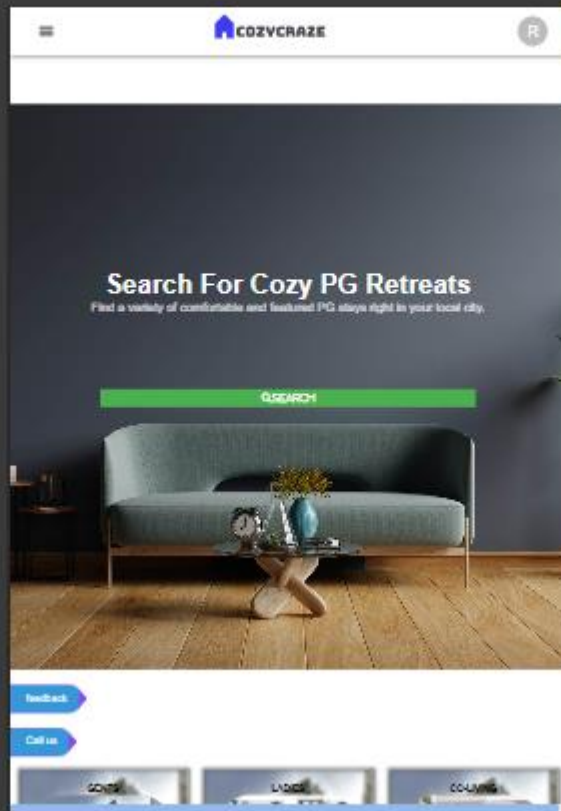 COZYCRAZE
R
Search For Cozy PG Retreats
Find a variety of comfortable and featured PG stays right in your local city.
SEARCH
feedback
Call us
GENTS
LADIES
CO-LIVING